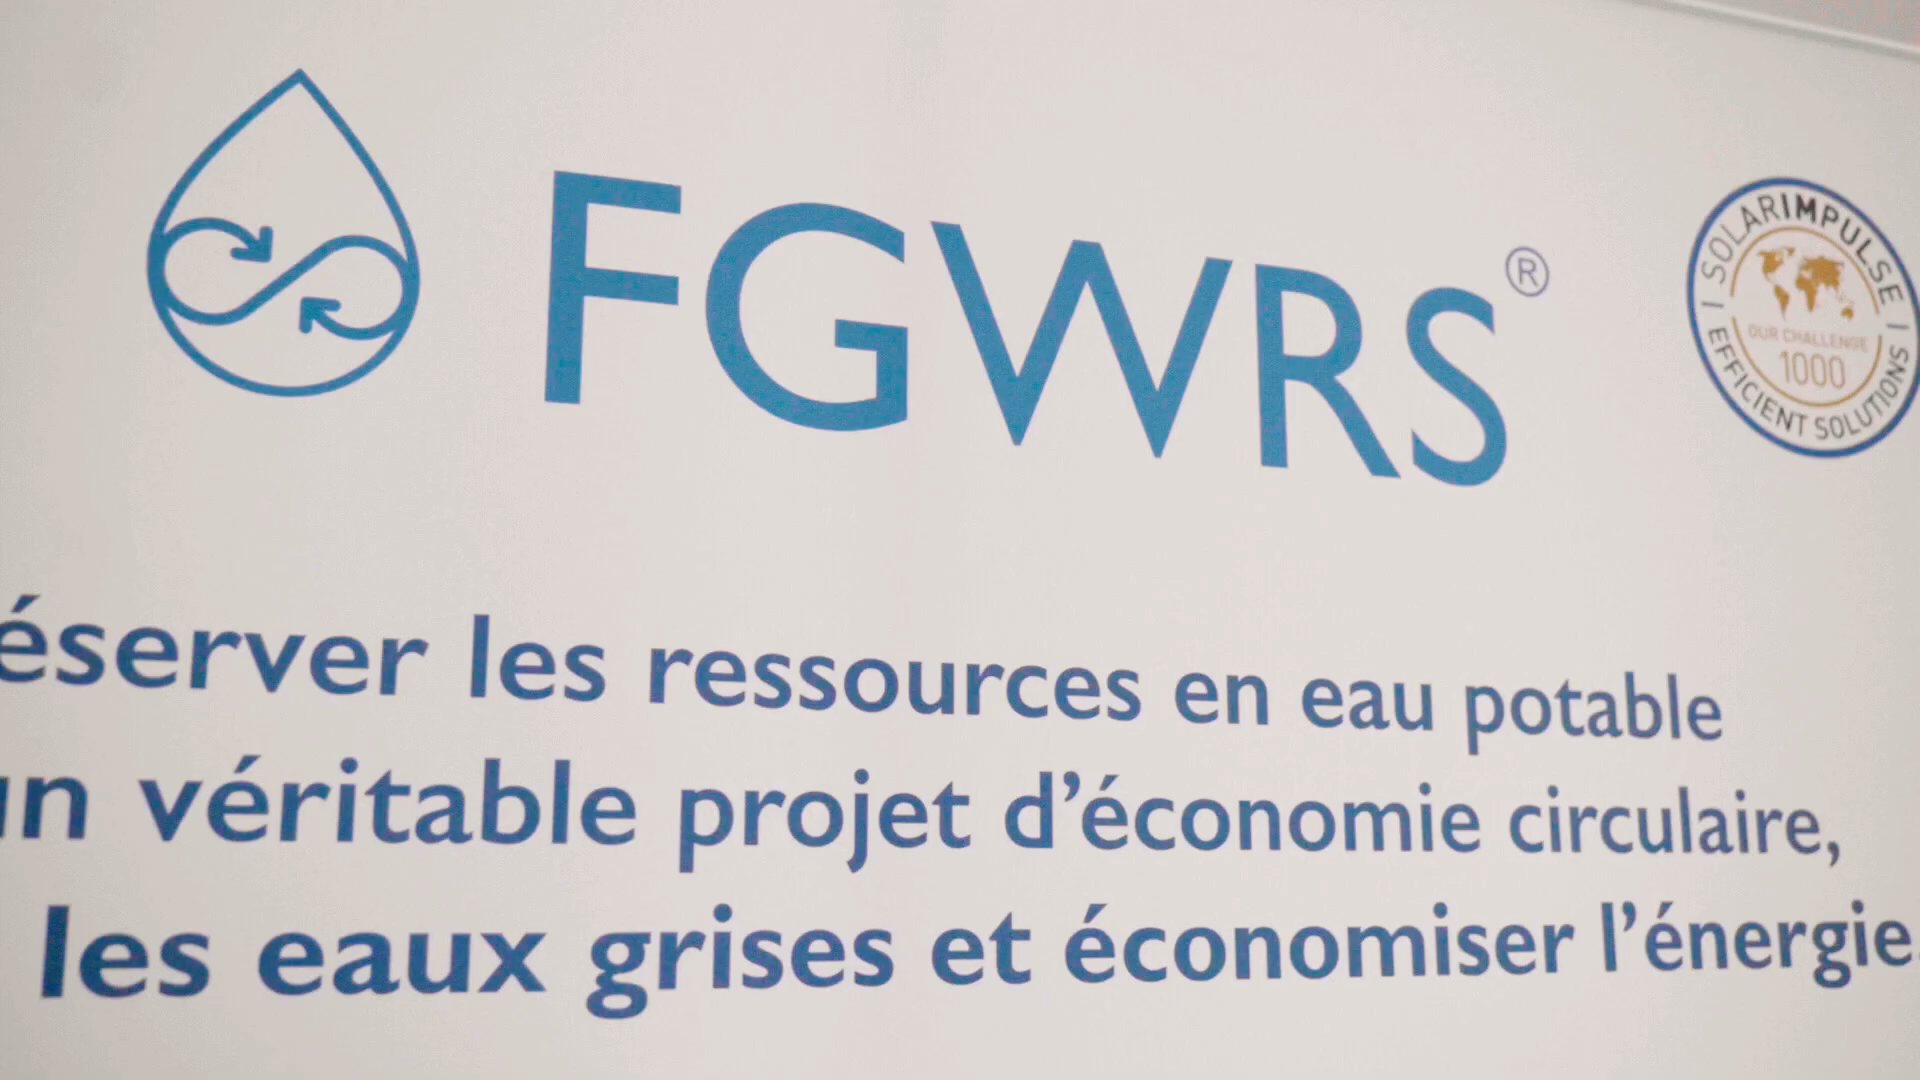 FGWRS®
SOLARIMPULSE
OUR CHALLENGE
1000
EFFICIENT SOLUTIONS
éserver les ressources en eau potable
un véritable projet d'économie circulaire,
les eaux grises et économiser l'énergie.